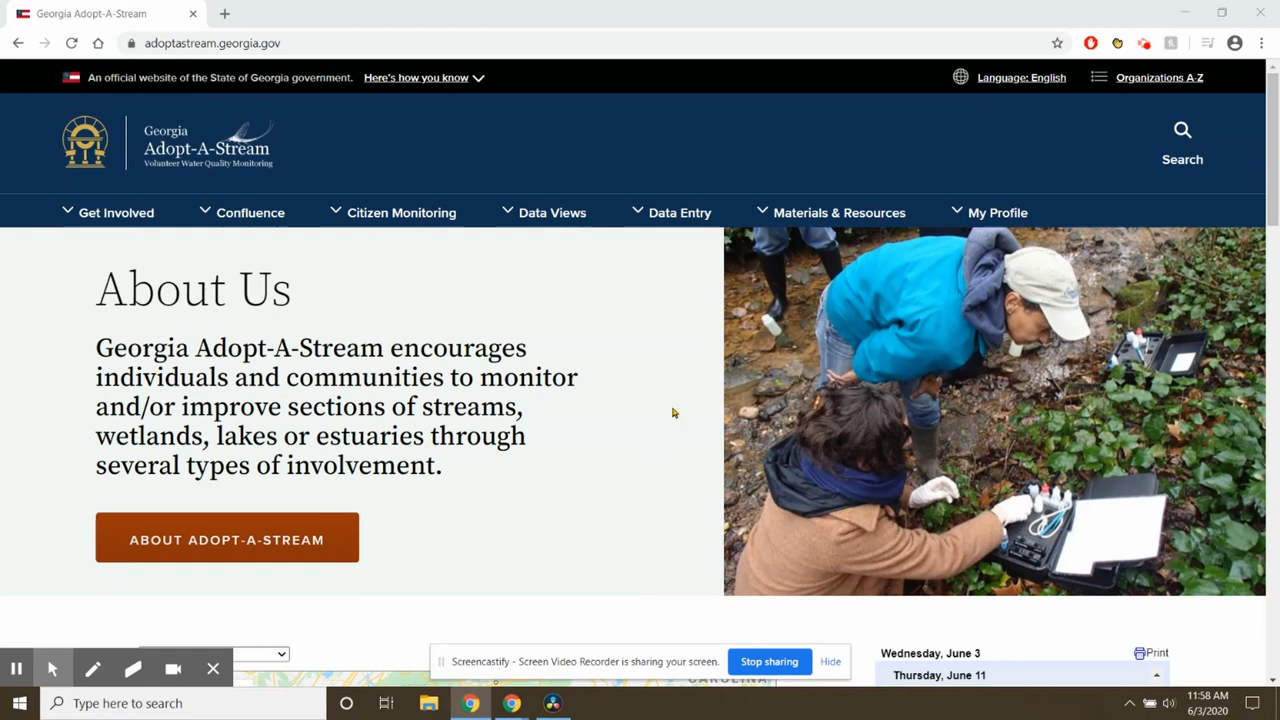 Georgia Adopt-A-Stream
adoptastream.georgia.gov
An official website of the State of Georgia government. Here's how you know
Language: English
Organizations A-Z
Georgia
Adopt-A-Stream
Volunteer Water Quality Monitoring
Search
Get Involved
Confluence
Citizen Monitoring
Data Views
Data Entry
Materials & Resources
My Profile
About Us
Georgia Adopt-A-Stream encourages
individuals and communities to monitor
and/or improve sections of streams,
wetlands, lakes or estuaries through
several types of involvement.
ABOUT ADOPT-A-STREAM
Screencastify - Screen Video Recorder is sharing your screen.
Stop sharing
Hide
CAROLINA
Wednesday, June 3
Print
Thursday, June 11
Type here to search
11:58 AM
6/3/2020